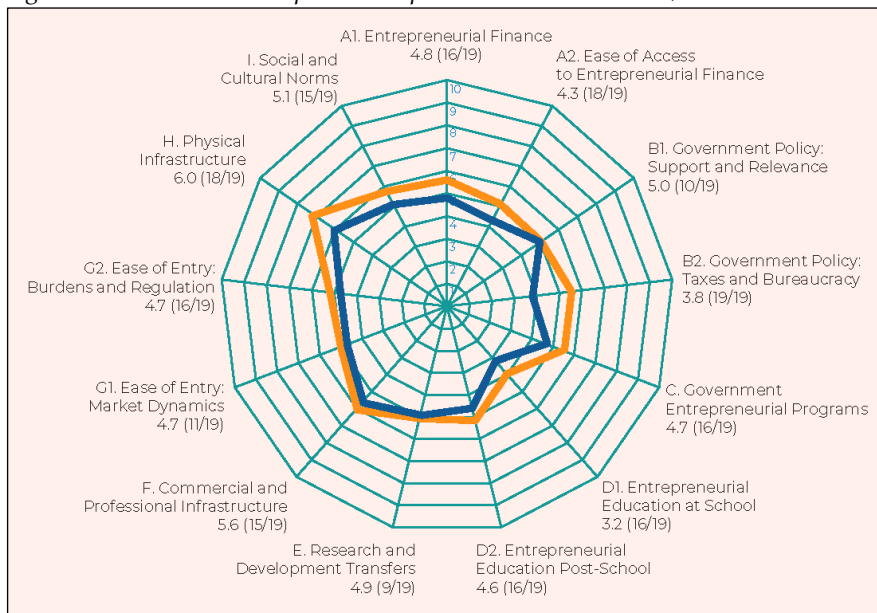 A1. Entrepreneurial Finance
4.8 (16/19)
A2. Ease of Access
to Entrepreneurial Finance
4.3 (18/19)
B1. Government Policy:
Support and Relevance
5.0 (10/19)
B2. Government Policy:
Taxes and Bureaucracy
3.8 (19/19)
C. Government
Entrepreneurial Programs
4.7 (16/19)
D1. Entrepreneurial
Education at School
3.2 (16/19)
D2. Entrepreneurial
Education Post-School
4.6 (16/19)
E. Research and
Development Transfers
4.9 (9/19)
F. Commercial and
Professional Infrastructure
5.6 (15/19)
G1. Ease of Entry:
Market Dynamics
4.7 (11/19)
G2. Ease of Entry:
Burdens and Regulation
4.7 (16/19)
H. Physical
Infrastructure
6.0 (18/19)
I. Social and
Cultural Norms
5.1 (15/19)
10
9
8
7
4
3
2
1